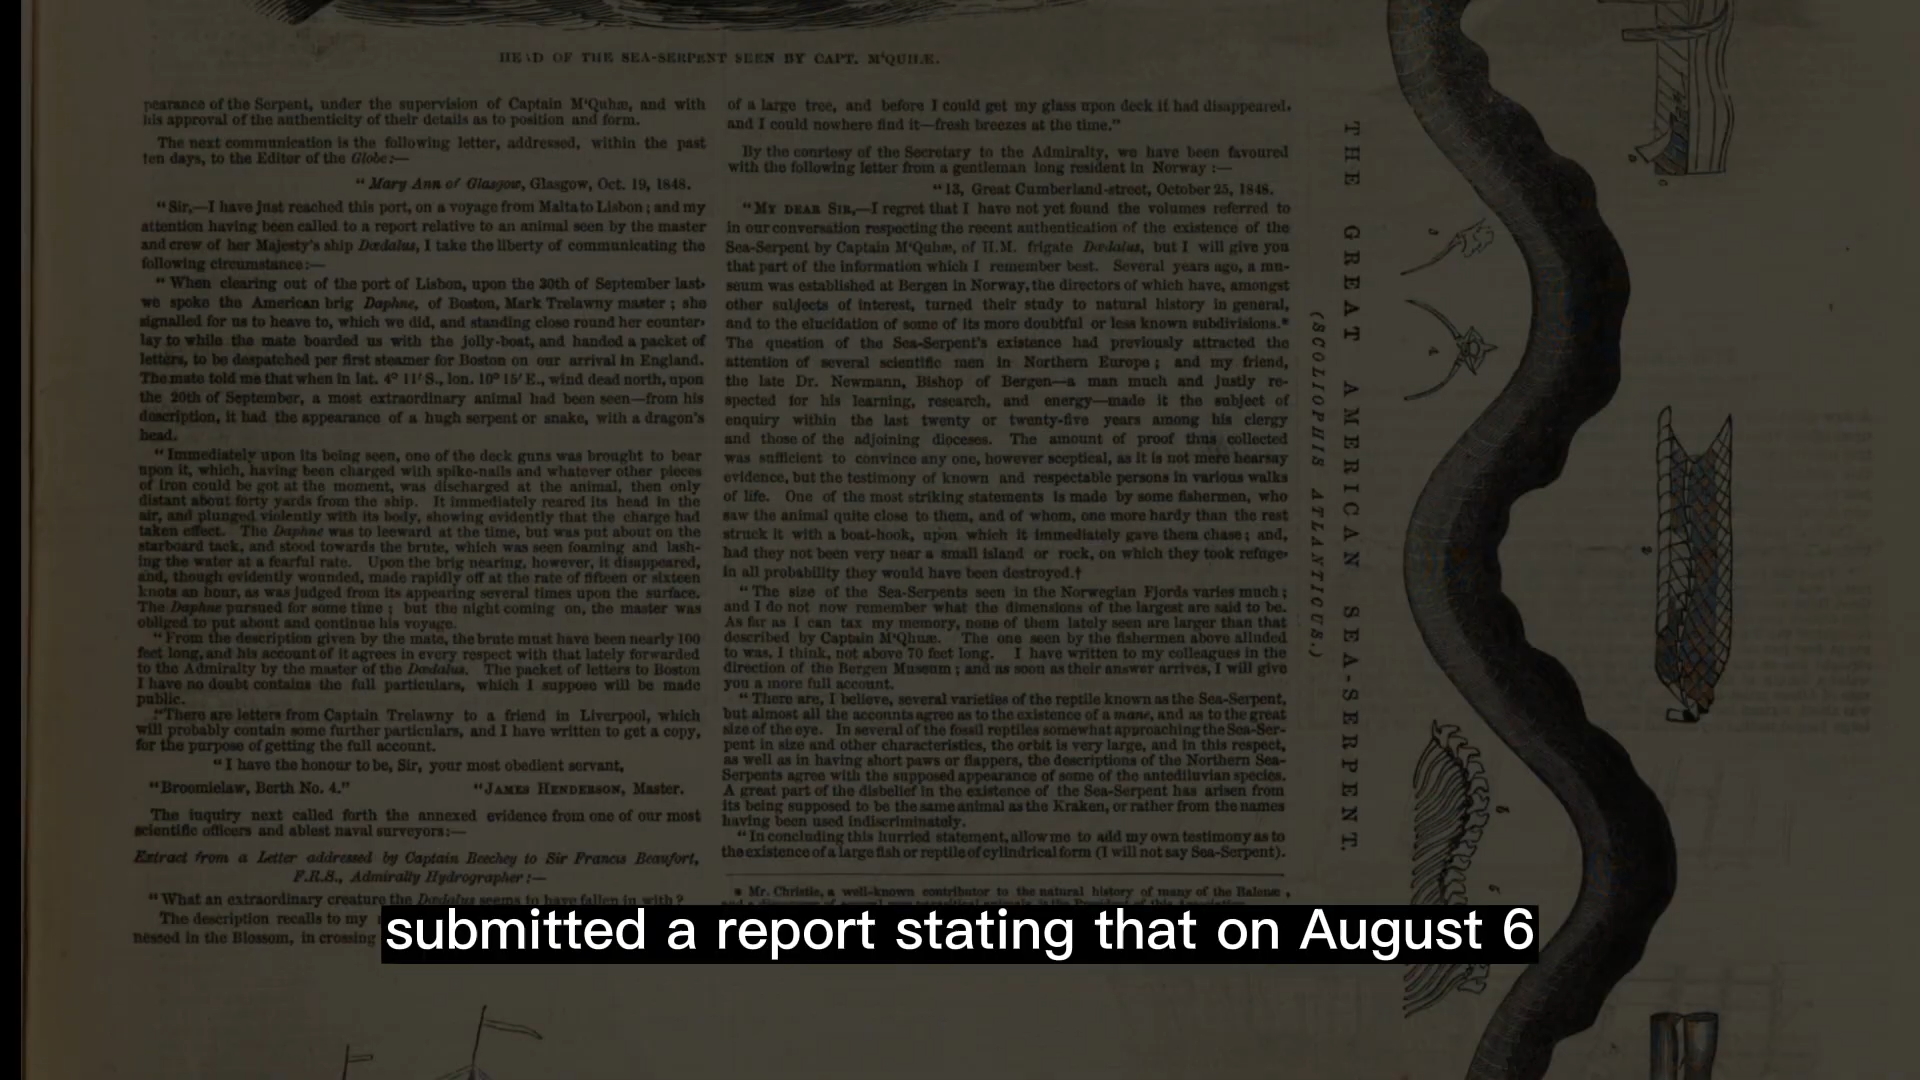 HEAD OF THE SEA-SERPENT SEEN BY CAPT. M'QUHÆ.
pearance of the Serpent, under the supervision of Captain M'Quhæ, and with
his approval of the authenticity of their details as to position and form.
The next communication is the following letter, addressed, within the past
ten days, to the Editor of the Globe:—
"Mary Ann of Glasgow, Glasgow, Oct. 19, 1848.
"Sir,—I have just reached this port, on a voyage from Malta to Lisbon; and my
attention having been called to a report relative to an animal seen by the master
and crew of her Majesty's ship Dædalus, I take the liberty of communicating the
following circumstance:—
"When clearing out of the port of Lisbon, upon the 30th of September last,
we spoke the American brig Daphne, of Boston, Mark Trelawny master; she
signalled for us to heave to, which we did, and standing close round her counter,
lay to while the mate boarded us with the jolly-boat, and handed a packet of
letters, to be despatched per first steamer for Boston on our arrival in England.
The mate told me that when in lat. 4° 11' S., lon. 10° 15' E., wind dead north, upon
the 20th of September, a most extraordinary animal had been seen—from his
description, it had the appearance of a hugh serpent or snake, with a dragon's
head.
"Immediately upon its being seen, one of the deck guns was brought to bear
upon it, which, having been charged with spike-nails and whatever other pieces
of iron could be got at the moment, was discharged at the animal, then only
distant about forty yards from the ship. It immediately reared its head in the
air, and plunged violently with its body, showing evidently that the charge had
taken effect. The Daphne was to leeward at the time, but was put about on the
starboard tack, and stood towards the brute, which was seen foaming and lash-
ing the water at a fearful rate. Upon the brig nearing, however, it disappeared,
and, though evidently wounded, made rapidly off at the rate of fifteen or sixteen
knots an hour, as was judged from its appearing several times upon the surface.
The Daphne pursued for some time; but the night coming on, the master was
obliged to put about and continue his voyage.
"From the description given by the mate, the brute must have been nearly 100
feet long, and his account of it agrees in every respect with that lately forwarded
to the Admiralty by the master of the Dædalus. The packet of letters to Boston
I have no doubt contains the full particulars, which I suppose will be made
public.
"There are letters from Captain Trelawny to a friend in Liverpool, which
will probably contain some further particulars, and I have written to get a copy,
for the purpose of getting the full account.
"I have the honour to be, Sir, your most obedient servant,
"Broomielaw, Berth No. 4." "JAMES HENDERSON, Master.
The inquiry next called forth the annexed evidence from one of our most
scientific officers and ablest naval surveyors:—
Extract from a Letter addressed by Captain Beechey to Sir Francis Beaufort,
F.R.S., Admiralty Hydrographer:—
"What an extraordinary creature the Dædalus seems to have fallen in with?
The description recalls to my
nessed in the Blossom, in crossing
of a large tree, and before I could get my glass upon deck it had disappeared,
and I could nowhere find it—fresh breezes at the time."
By the courtesy of the Secretary to the Admiralty, we have been favoured
with the following letter from a gentleman long resident in Norway:—
"13, Great Cumberland-street, October 25, 1848.
"MY DEAR SIR,—I regret that I have not yet found the volumes referred to
in our conversation respecting the recent authentication of the existence of the
Sea-Serpent by Captain M'Quhæ, of H.M. frigate Dædalus, but I will give you
that part of the information which I remember best. Several years ago, a mu-
seum was established at Bergen in Norway, the directors of which have, amongst
other subjects of interest, turned their study to natural history in general,
and to the elucidation of some of its more doubtful or less known subdivisions.*
The question of the Sea-Serpent's existence had previously attracted the
attention of several scientific men in Northern Europe; and my friend,
the late Dr. Newmann, Bishop of Bergen—a man much and justly re-
spected for his learning, research, and energy—made it the subject of
enquiry within the last twenty or twenty-five years among his clergy
and those of the adjoining dioceses. The amount of proof thus collected
was sufficient to convince any one, however sceptical, as it is not mere hearsay
evidence, but the testimony of known and respectable persons in various walks
of life. One of the most striking statements is made by some fishermen, who
saw the animal quite close to them, and of whom, one more hardy than the rest
struck it with a boat-hook, upon which it immediately gave them chase; and,
had they not been very near a small island or rock, on which they took refuge,
in all probability they would have been destroyed.†
"The size of the Sea-Serpents seen in the Norwegian Fjords varies much;
and I do not now remember what the dimensions of the largest are said to be.
As far as I can tax my memory, none of them lately seen are larger than that
described by Captain M'Qhuæ. The one seen by the fishermen above alluded
to was, I think, not above 70 feet long. I have written to my colleagues in the
direction of the Bergen Museum; and as soon as their answer arrives, I will give
you a more full account.
"There are, I believe, several varieties of the reptile known as the Sea-Serpent,
but almost all the accounts agree as to the existence of a mane, and as to the great
size of the eye. In several of the fossil reptiles somewhat approaching the Sea-Ser-
pent in size and other characteristics, the orbit is very large, and in this respect,
as well as in having short paws or flappers, the descriptions of the Northern Sea-
Serpents agree with the supposed appearance of some of the antediluvian species.
A great part of the disbelief in the existence of the Sea-Serpent has arisen from
its being supposed to be the same animal as the Kraken, or rather from the names
having been used indiscriminately.
"In concluding this hurried statement, allow me to add my own testimony as to
the existence of a large fish or reptile of cylindrical form (I will not say Sea-Serpent).
* Mr. Christie, a well-known contributor to the natural history of many of the Balenæ,
THE GREAT AMERICAN SEA-SERPENT.
(SCOLIOPHIS ATLANTICUS.)
submitted a report stating that on August 6